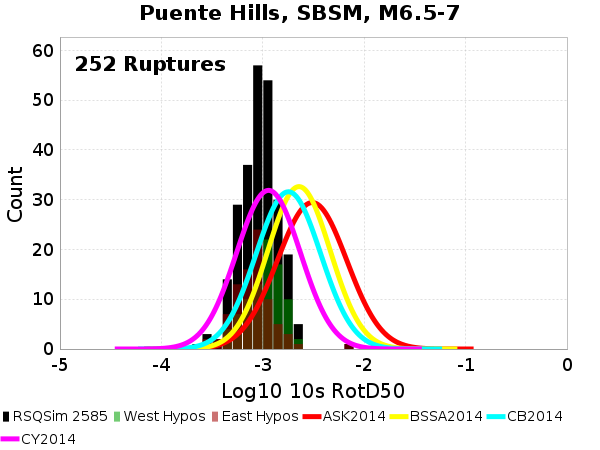 Puente Hills, SBSM, M6.5-7
252 Ruptures
60
50
40
30
20
10
0
Count
-5 -4 -3 -2 -1 0
Log10 10s RotD50
RSQSim 2585 West Hypos East Hypos ASK2014 BSSA2014 CB2014
CY2014